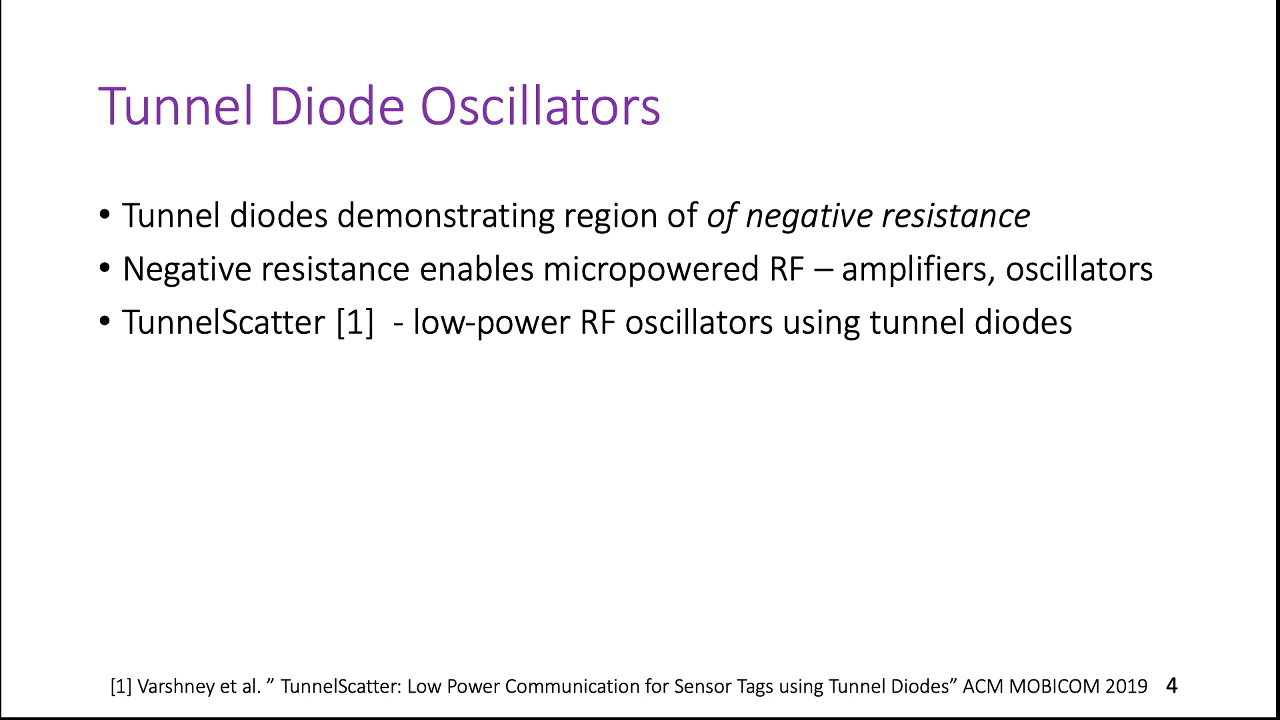 Tunnel Diode Oscillators
• Tunnel diodes demonstrating region of of negative resistance
• Negative resistance enables micropowered RF – amplifiers, oscillators
• TunnelScatter [1]  - low-power RF oscillators using tunnel diodes
[1] Varshney et al. ” TunnelScatter: Low Power Communication for Sensor Tags using Tunnel Diodes” ACM MOBICOM 2019 4